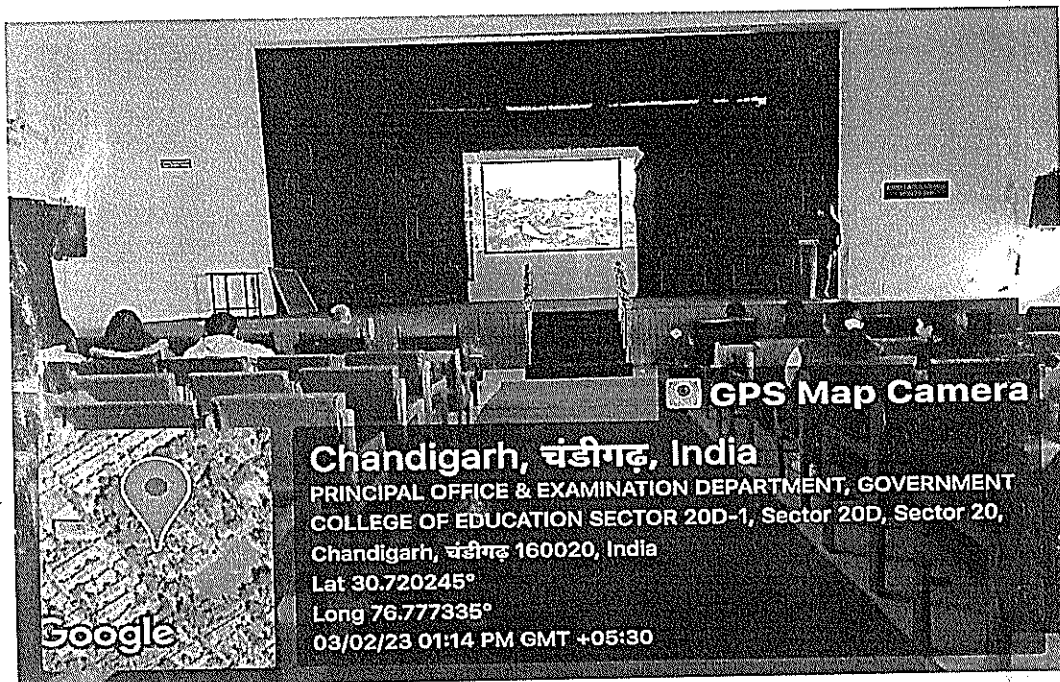 GPS Map Camera
Chandigarh, चंडीगढ़, India
PRINCIPAL OFFICE & EXAMINATION DEPARTMENT, GOVERNMENT
COLLEGE OF EDUCATION SECTOR 20D-1, Sector 20D, Sector 20,
Chandigarh, चंडीगढ़ 160020, India
Lat 30.720245°
Long 76.777335°
03/02/23 01:14 PM GMT +05:30
Google